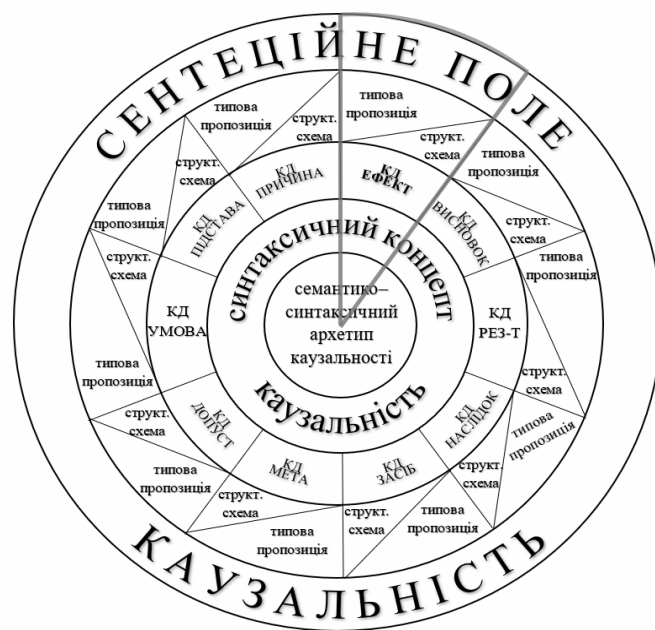 СЕНТЕЦІЙНЕ ПОЛЕ
типова
пропозиція
структ.
схема
КД
ЕФЕКТ
типова
пропозиція
структ.
схема
КД
ВИСНОВОК
типова
пропозиція
структ.
схема
КД
РЕЗ-Т
типова
пропозиція
структ.
схема
КД
НАСЛІДОК
типова
пропозиція
структ.
схема
КД
ЗАСІБ
типова
пропозиція
структ.
схема
КД
МЕТА
типова
пропозиція
структ.
схема
КД
ДОПУСТ
типова
пропозиція
структ.
схема
КД
УМОВА
типова
пропозиція
структ.
схема
КД
ПІДСТАВА
типова
пропозиція
структ.
схема
КД
ПРИЧИНА
синтаксичний концепт
семантико–
синтаксичний
архетип
каузальності
каузальність
КАУЗАЛЬНІСТЬ